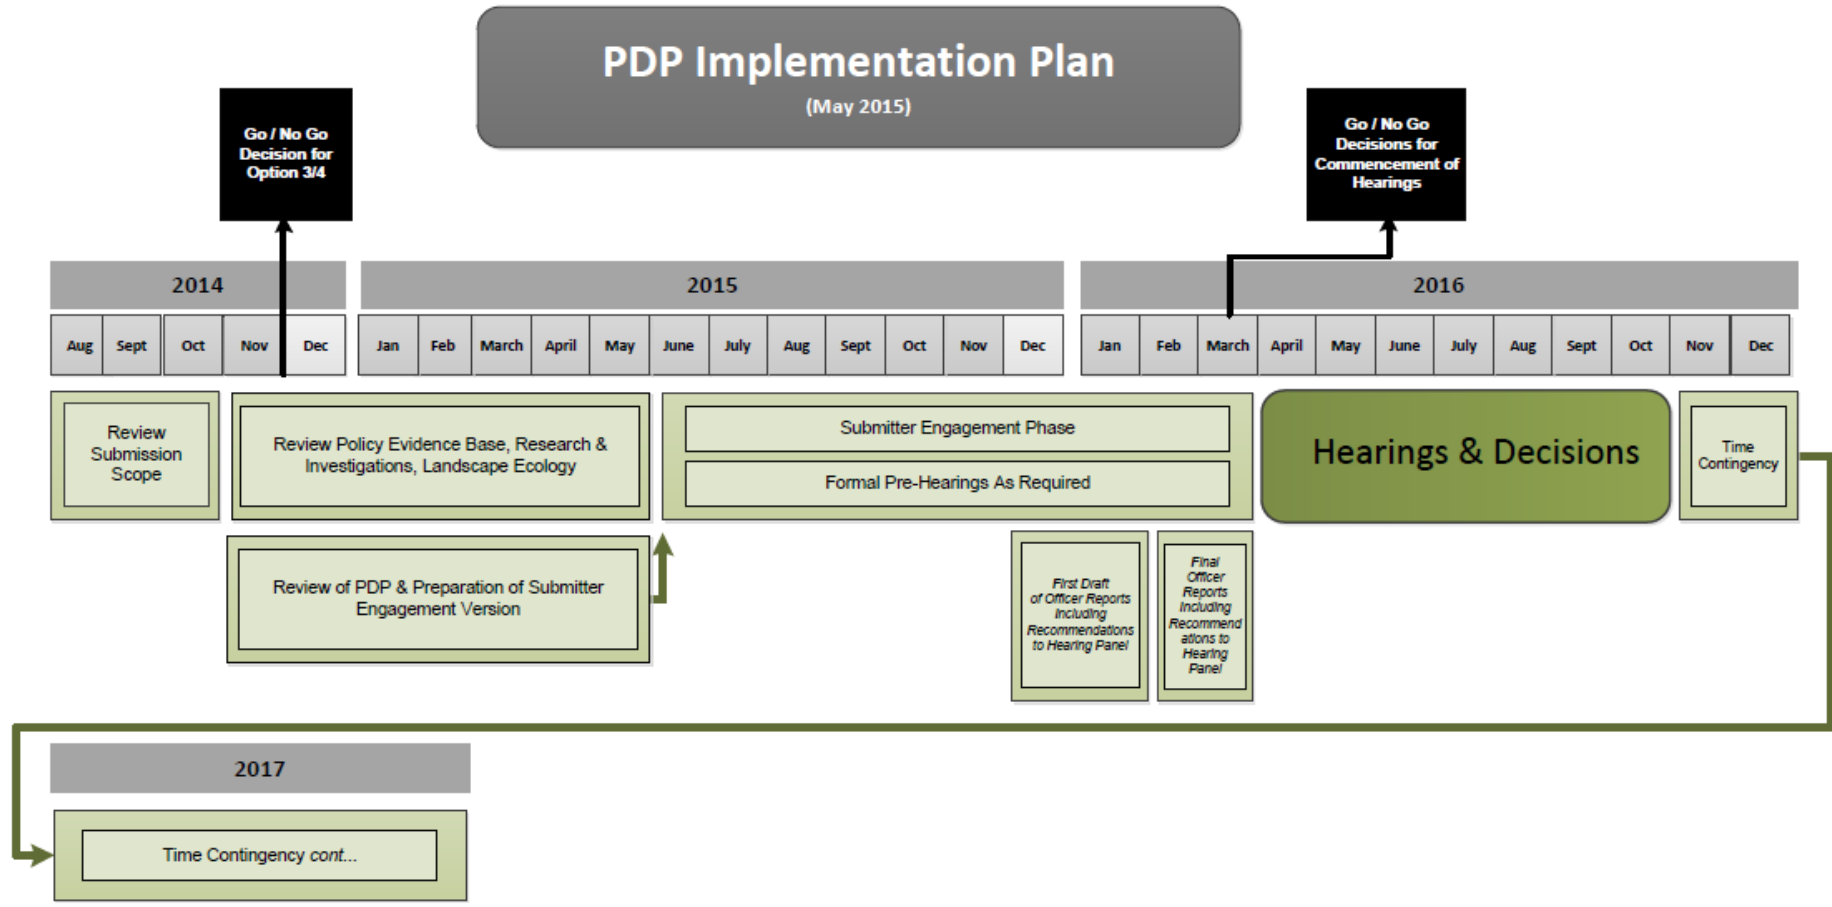 PDP Implementation Plan
(May 2015)
Go / No Go
Decision for
Option 3/4
Go / No Go
Decisions for
Commencement of
Hearings
2014
2015
2016
Aug Sept Oct Nov Dec
Jan Feb March April May June July Aug Sept Oct Nov Dec
Jan Feb March April May June July Aug Sept Oct Nov Dec
Review
Submission
Scope
Review Policy Evidence Base, Research &
Investigations, Landscape Ecology
Submitter Engagement Phase
Formal Pre-Hearings As Required
Hearings & Decisions
Time
Contingency
Review of PDP & Preparation of Submitter
Engagement Version
First Draft
of Officer Reports
Including
Recommendations
to Hearing Panel
Final
Officer
Reports
Including
Recommend
ations to
Hearing
Panel
2017
Time Contingency cont...